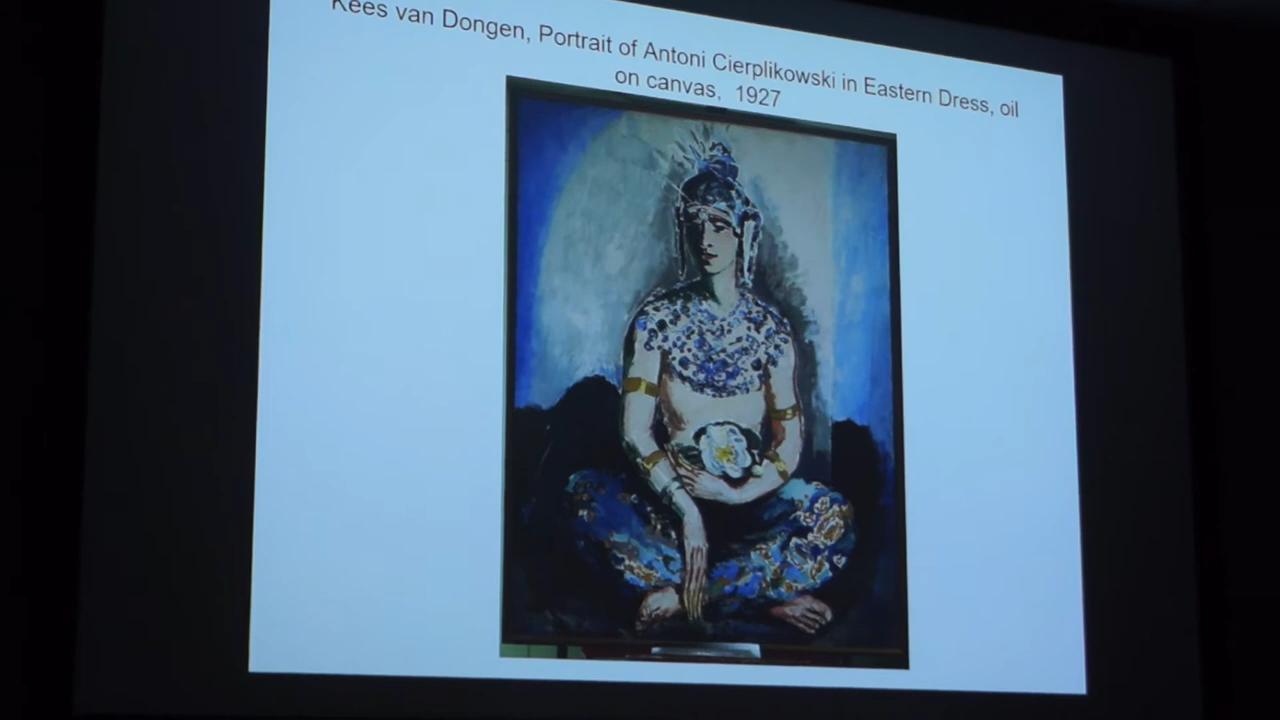 Kees van Dongen, Portrait of Antoni Cierplikowski in Eastern Dress, oil
on canvas, 1927